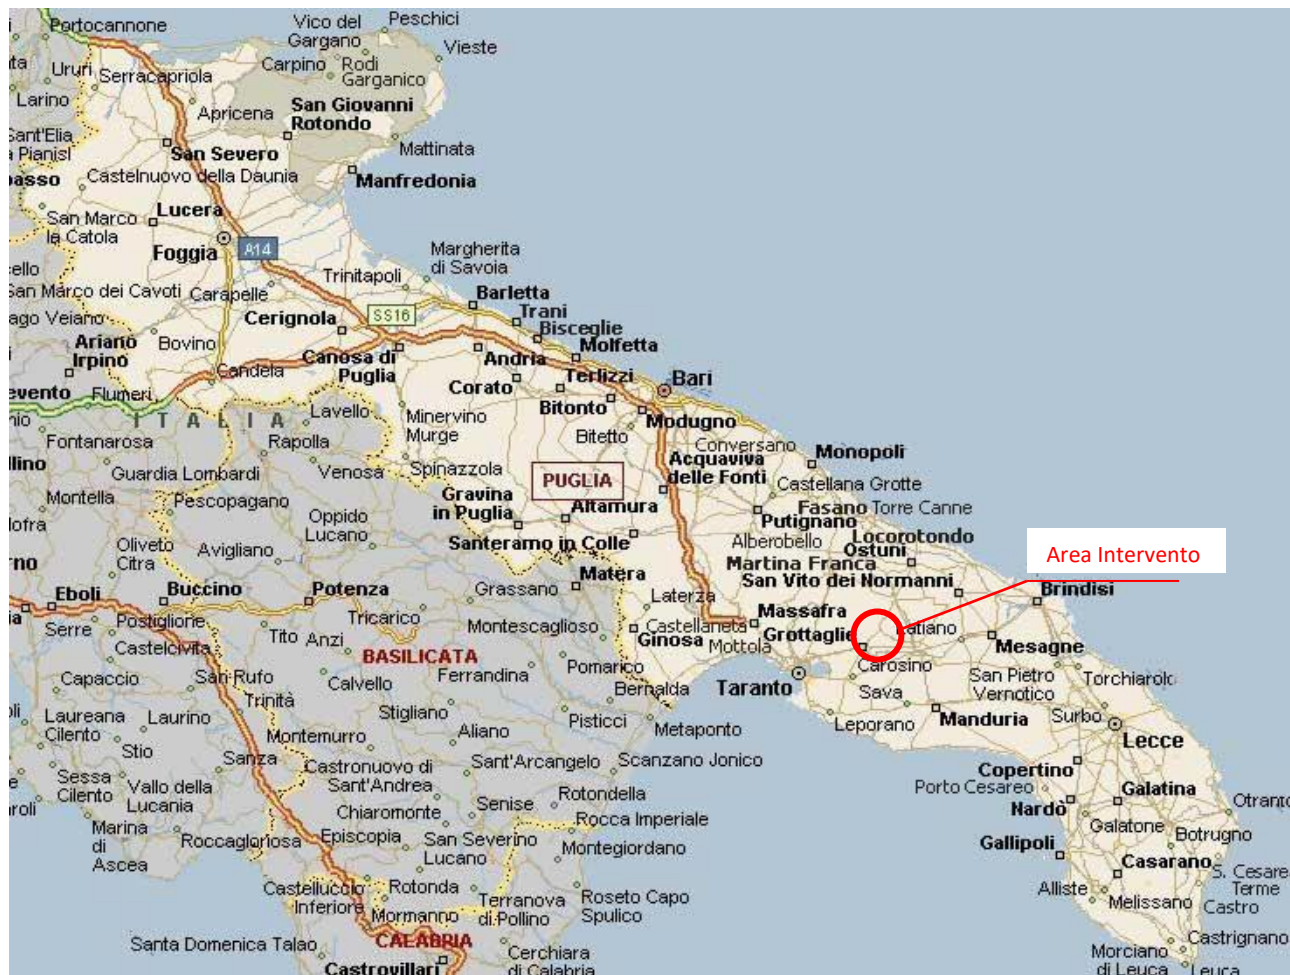 Portocannone
Vico del
Gargano
Peschici
Vieste
Ururi
Serracapriola
Carpino
Rodi
Garganico
Larino
Apricena
San Giovanni
Rotondo
Sant'Elia
a Pianisi
San Severo
Mattinata
Castelnuovo della Daunia
Manfredonia
San Marco
la Catola
Lucera
Foggia
A14
Margherita
di Savoia
Trinitapoli
San Marco dei Cavoti
Carapelle
Barletta
Cerignola
SS16
Trani
Bisceglie
Molfetta
Ariano
Irpino
Bovino
Canosa di
Puglia
Andria
Candela
Corato
Terlizzi
Bari
Flumeri
ITALIA
Lavello
Minervino
Murge
Bitonto
Modugno
Bitetto
Fontanarosa
Rapolla
Conversano
Monopoli
Guardia Lombardi
Venosa
Spinazzola
PUGLIA
Acquaviva
delle Fonti
Castellana Grotte
Montella
Pescopagano
Gravina
in Puglia
Altamura
Fasano
Torre Canne
Oppido
Lucano
Putignano
Alberobello
Locorotondo
Ostuni
Oliveto
Citra
Avigliano
Santeramo in Colle
Martina Franca
San Vito dei Normanni
Area Intervento
Eboli
Buccino
Potenza
Grassano
Matera
Laterza
Brindisi
Serre
Postiglione
Tricarico
Massafra
Castellaneta
Castelcivita
Tito
Anzi
Montescaglioso
Ginosa
Mottola
Grottaglie
Latiano
Mesagne
BASILICATA
Capaccio
San Rufo
Calvello
Ferrandina
Pomarico
Taranto
Carosino
San Pietro
Vernotico
Torchiarolo
Trinità
Bernalda
Sava
Laureana
Cilento
Laurino
Stigliano
Pisticci
Metaponto
Leporano
Manduria
Surbo
Stio
Montemurro
Aliano
Lecce
Sanza
Castronuovo di
Sant'Andrea
Sant'Arcangelo
Scanzano Jonico
Copertino
Sessa
Cilento
Vallo della
Lucania
Chiaromonte
Senise
Rotondella
Porto Cesareo
Galatina
Nardò
Otranto
Marina
di
Ascea
Roccagloriosa
Episcopia
San Severino
Lucano
Rocca Imperiale
Montegiordano
Galatone
Botrugno
Gallipoli
Casarano
S. Cesarea
Terme
Castelluccio
Inferiore
Rotonda
Terranova
di Pollino
Roseto Capo
Spulico
Alliste
Melissano
Castro
Mormanno
Santa Domenica Talao
CALABRIA
Castrovillari
Cerchiara
di Calabria
Castrignano
Morciano
di Leuca
Leuca